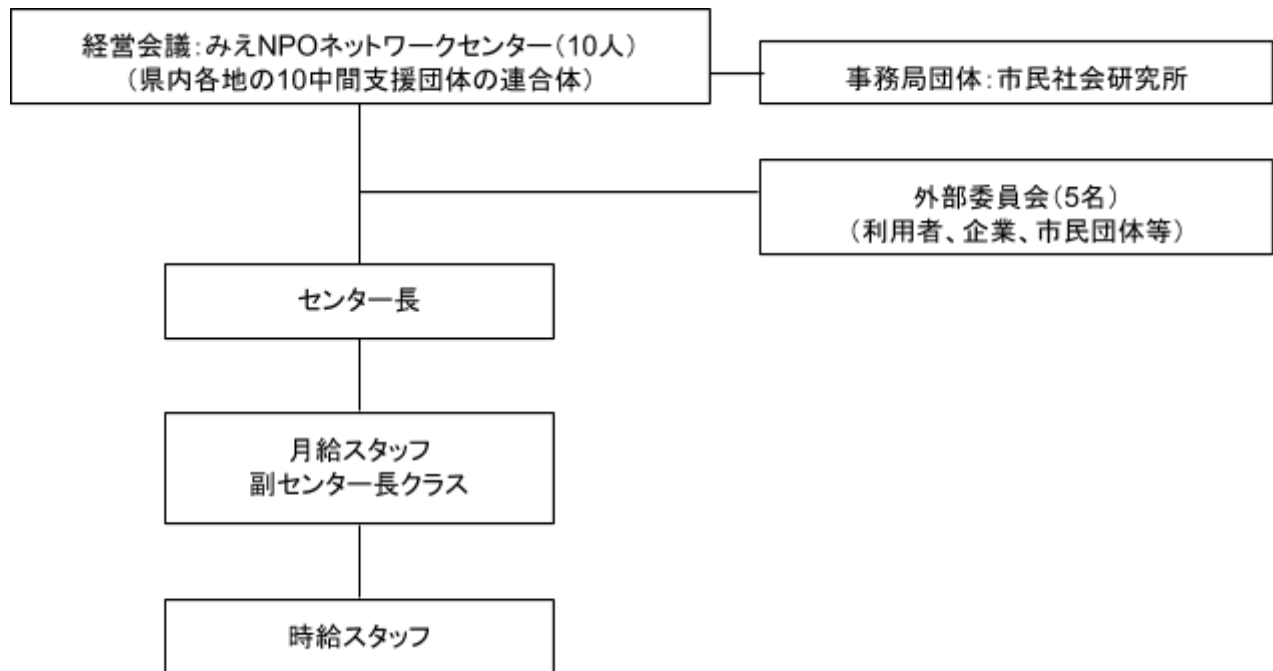 経営会議：みえNPOネットワークセンター（10人）
（県内各地の10中間支援団体の連合体）
事務局団体：市民社会研究所
外部委員会（5名）
（利用者、企業、市民団体等）
センター長
月給スタッフ
副センター長クラス
時給スタッフ